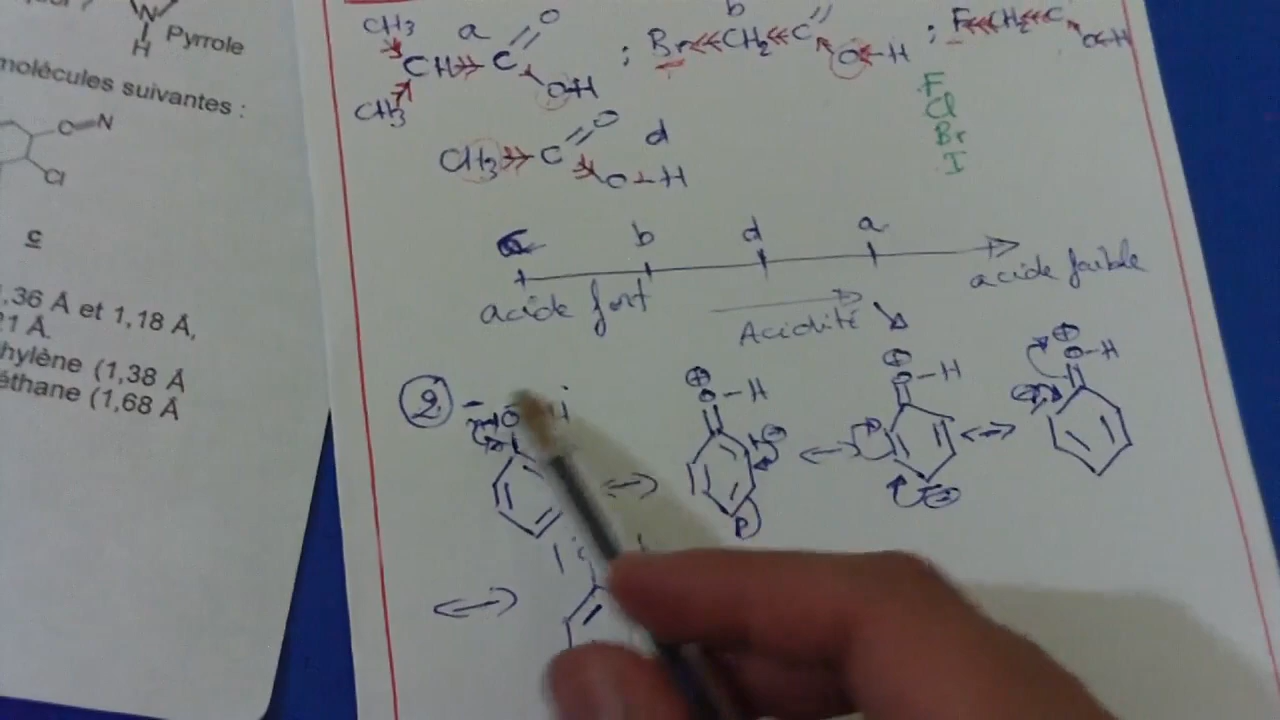 N
H
Pyrrole
molécules suivantes :
C N
Cl
c
,36 Å et 1,18 Å,
21 Å.
hylène (1,38 Å
éthane (1,68 Å
CH3 a O
CH C
CH3 OH
; Br CH2 C b
O H
; F CH2 C
O H
F
Cl
Br
I
CH3 C O d
O H
b d a
acide fort acide faible
Acidité
2
⊕ O-H
⊖
⊕ O-H
⊖
⊕ O-H
⊖